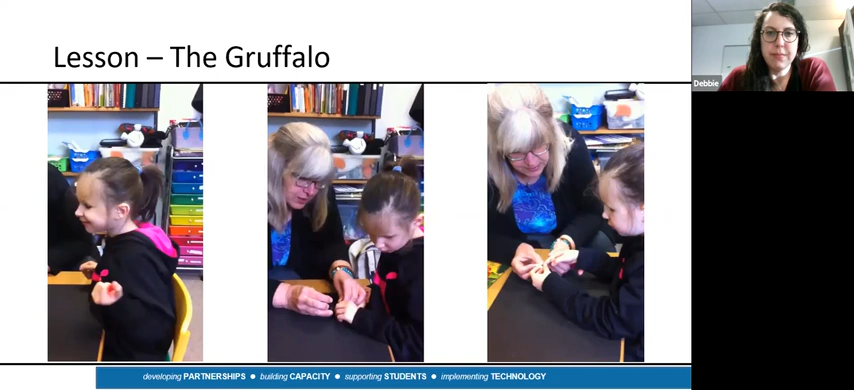 Lesson – The Gruffalo
Debbie
developing PARTNERSHIPS ● building CAPACITY ● supporting STUDENTS ● implementing TECHNOLOGY